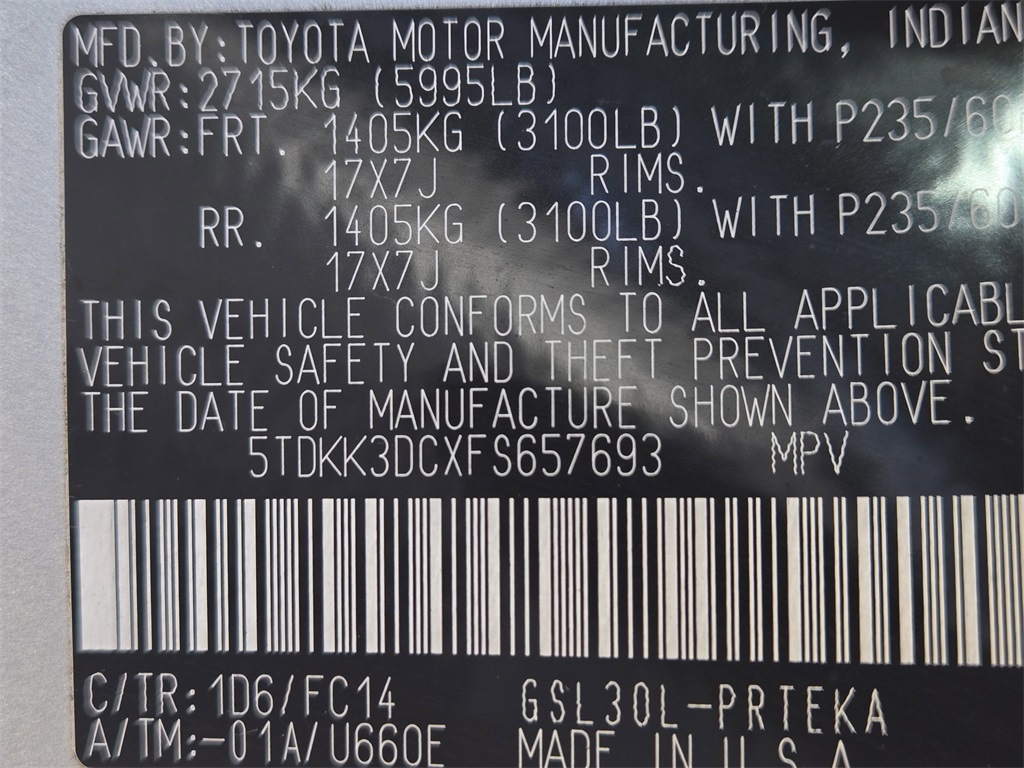 MFD.BY:TOYOTA MOTOR MANUFACTURING, INDIAN
GVWR:2715KG (5995LB)
GAWR:FRT. 1405KG (3100LB) WITH P235/60
17X7J RIMS.
RR. 1405KG (3100LB) WITH P235/60
17X7J RIMS.
THIS VEHICLE CONFORMS TO ALL APPLICABL
VEHICLE SAFETY AND THEFT PREVENTION ST
THE DATE OF MANUFACTURE SHOWN ABOVE.
5TDKK3DCXFS657693 MPV
C/TR:1D6/FC14 GSL30L-PRTEKA
A/TM:-01A/U660E MADE IN U.S.A